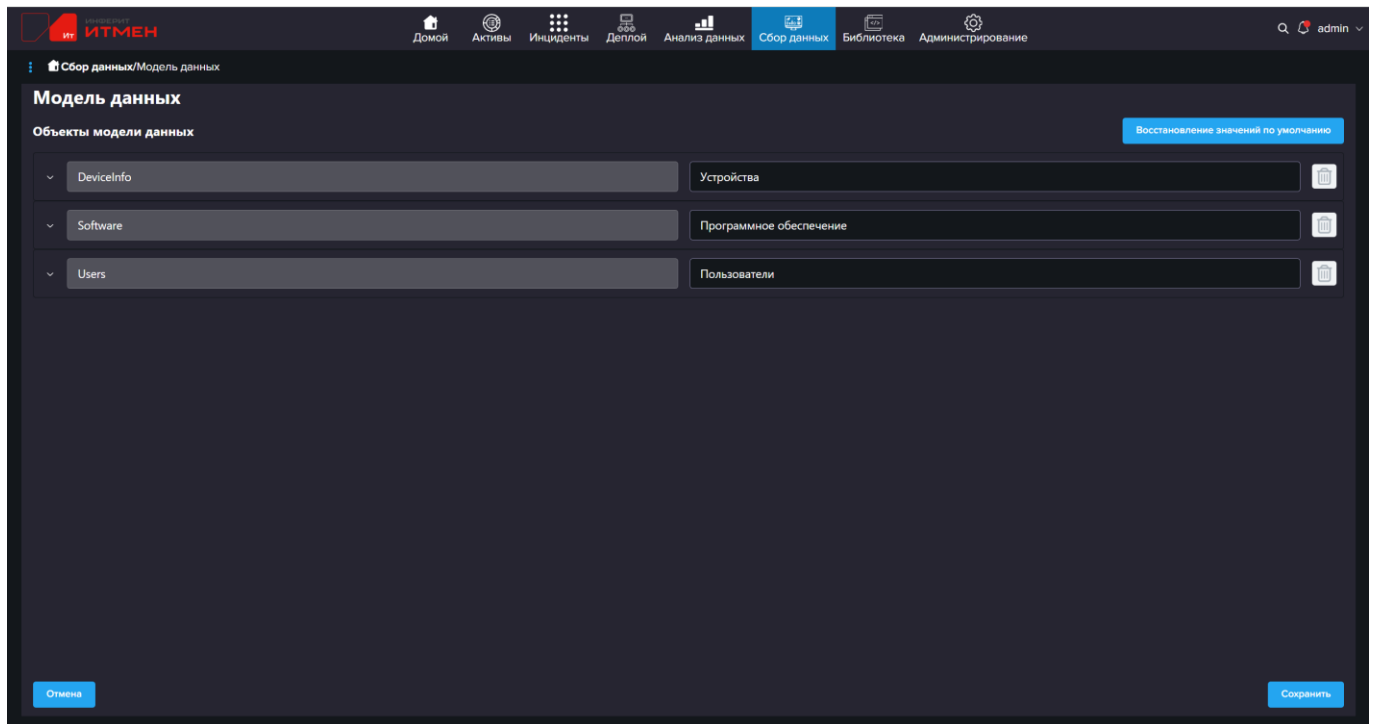 ИНФЕРИТ
ИТМЕН
ИТ
Домой Активы Инциденты Деплой Анализ данных Сбор данных Библиотека Администрирование admin
Сбор данных/Модель данных
Модель данных
Объекты модели данных Восстановление значений по умолчанию
DeviceInfo Устройства
Software Программное обеспечение
Users Пользователи
Отмена Сохранить